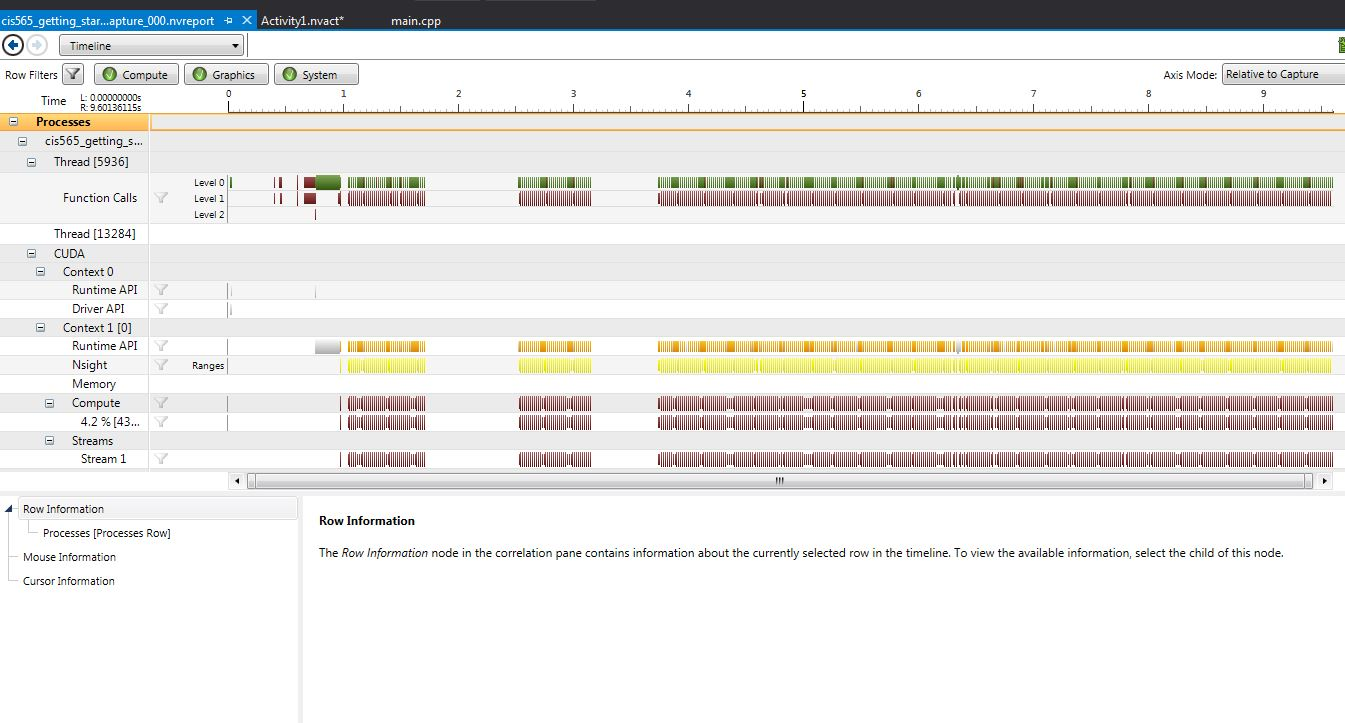 cis565_getting_star...apture_000.nvreport Activity1.nvact* main.cpp
Timeline
Row Filters Compute Graphics System Axis Mode: Relative to Capture
Time L: 0.00000000s
R: 9.60136115s
0 1 2 3 4 5 6 7 8 9
Processes
cis565_getting_s...
Thread [5936]
Function Calls
Level 0
Level 1
Level 2
Thread [13284]
CUDA
Context 0
Runtime API
Driver API
Context 1 [0]
Runtime API
Nsight Ranges
Memory
Compute
4.2 % [43...
Streams
Stream 1
Row Information
Processes [Processes Row]
Mouse Information
Cursor Information
Row Information
The Row Information node in the correlation pane contains information about the currently selected row in the timeline. To view the available information, select the child of this node.